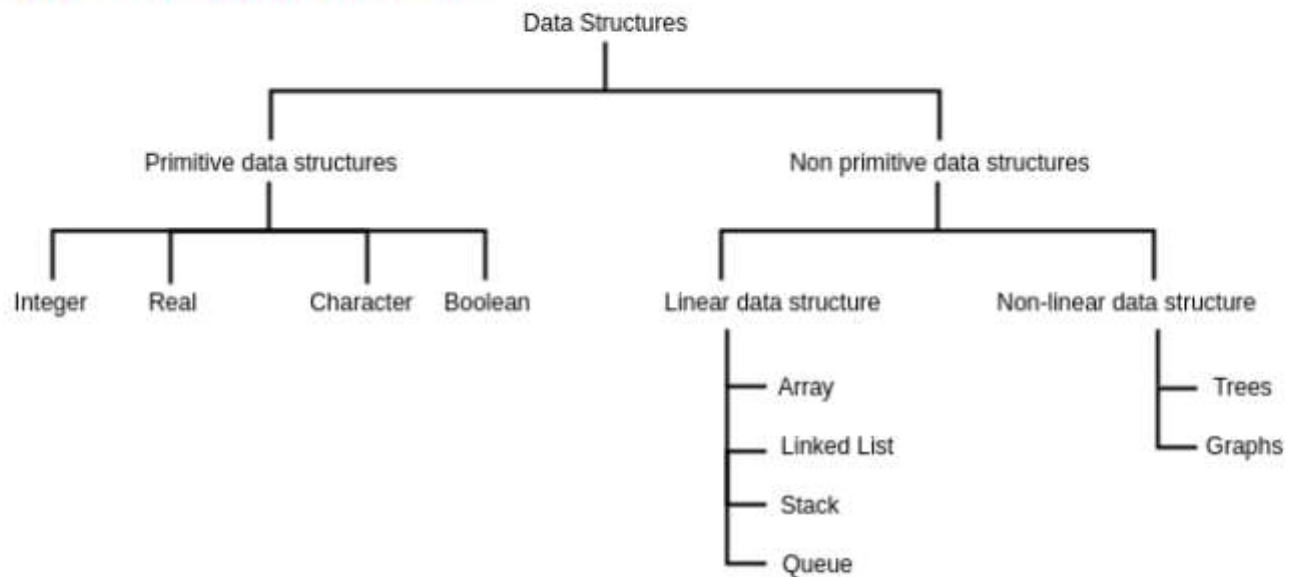 Data Structures
Primitive data structures Non primitive data structures
Integer Real Character Boolean Linear data structure Non-linear data structure
Array Trees
Linked List Graphs
Stack
Queue